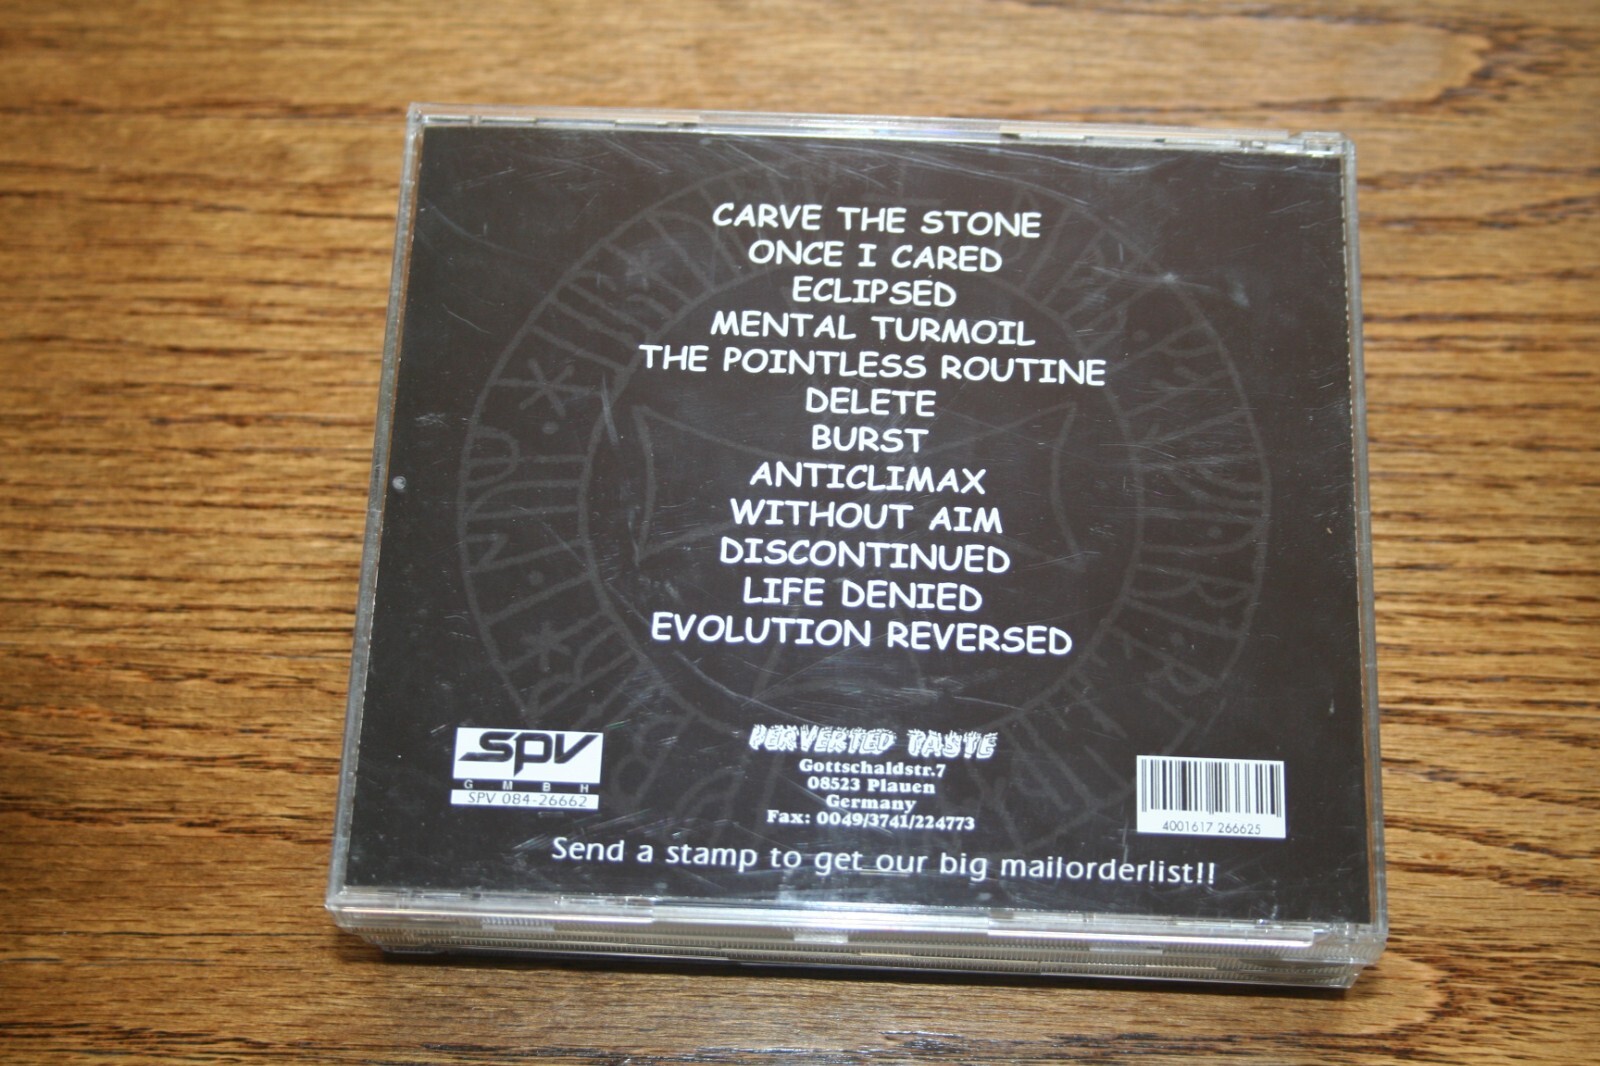 CARVE THE STONE
ONCE I CARED
ECLIPSED
MENTAL TURMOIL
THE POINTLESS ROUTINE
DELETE
BURST
ANTICLIMAX
WITHOUT AIM
DISCONTINUED
LIFE DENIED
EVOLUTION REVERSED
SPV
GMBH
SPV 084-26662
PERVERTED TASTE
Gottschaldstr.7
08523 Plauen
Germany
Fax: 0049/3741/224773
4001617 266625
Send a stamp to get our big mailorderlist!!